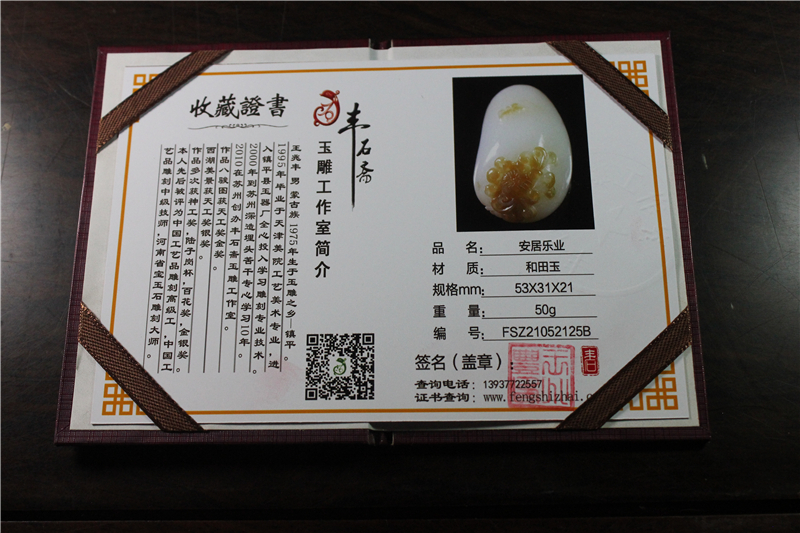 收藏證書
丰石斋
玉雕工作室简介
王兆丰 男 蒙古族 1975年生于玉雕之乡—镇平。
1995年毕业于天津美院工艺美术专业，进
入镇平县玉器厂全心投入学习雕刻专业技术。
2000年到苏州深造埋头苦干专心学习10年。
2010在苏州创办丰石斋玉雕工作室。
作品八骏图获天工奖金奖。
西湖美景获天工奖银奖。
作品多次获神工奖，陆子岗杯，百花奖，金银奖。
本人先后被评为中国工艺品雕刻高级工，中国工
艺品雕刻中级技师，河南省宝玉石雕刻大师。
品 名： 安居乐业
材 质： 和田玉
规格mm： 53X31X21
重 量： 50g
编 号： FSZ21052125B
签名（盖章）：
查询电话：13937722557
证书查询：www.fengshizhai.c